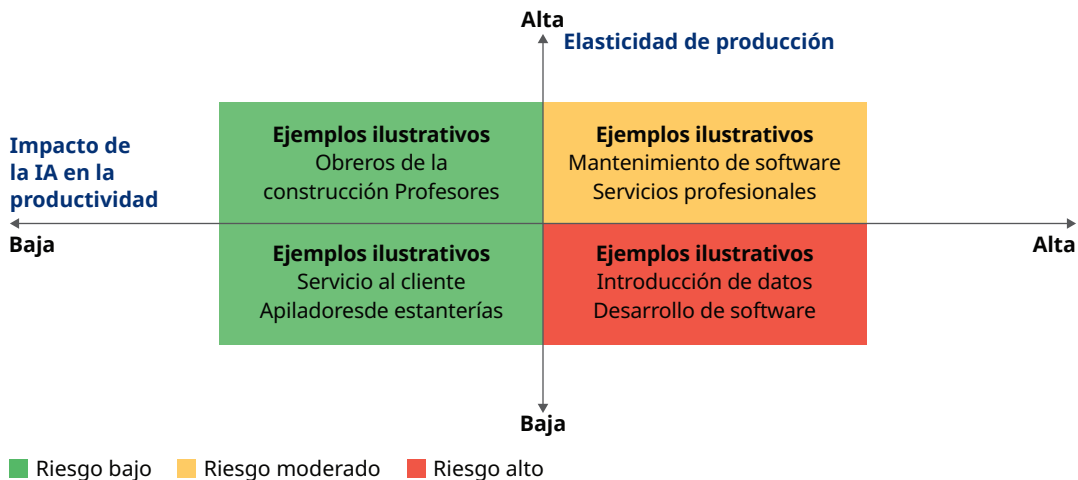 Alta
Elasticidad de producción
Impacto de
la IA en la
productividad
Ejemplos ilustrativos
Obreros de la
construcción Profesores
Ejemplos ilustrativos
Mantenimiento de software
Servicios profesionales
Baja
Alta
Ejemplos ilustrativos
Servicio al cliente
Apiladoresde estanterías
Ejemplos ilustrativos
Introducción de datos
Desarrollo de software
Baja
Riesgo bajo
Riesgo moderado
Riesgo alto